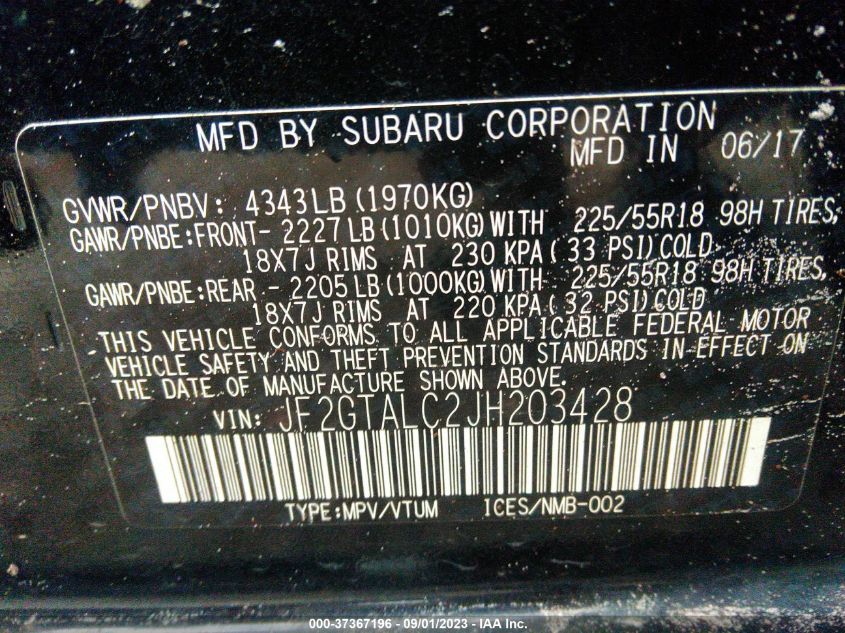 MFD BY SUBARU CORPORATION
MFD IN 06/17
GVWR/PNBV: 4343LB (1970KG)
GAWR/PNBE:FRONT- 2227LB (1010KG) WITH 225/55R18 98H TIRES,
18X7J RIMS AT 230 KPA( 33 PSI)COLD
GAWR/PNBE:REAR - 2205LB (1000KG) WITH 225/55R18 98H TIRES,
18X7J RIMS AT 220 KPA( 32 PSI)COLD
THIS VEHICLE CONFORMS TO ALL APPLICABLE FEDERAL MOTOR
VEHICLE SAFETY AND THEFT PREVENTION STANDARDS IN EFFECT ON
THE DATE OF MANUFACTURE SHOWN ABOVE.
VIN: JF2GTALC2JH203428
TYPE:MPV/VTUM ICES/NMB-002
000-37367196 - 09/01/2023 - IAA Inc.